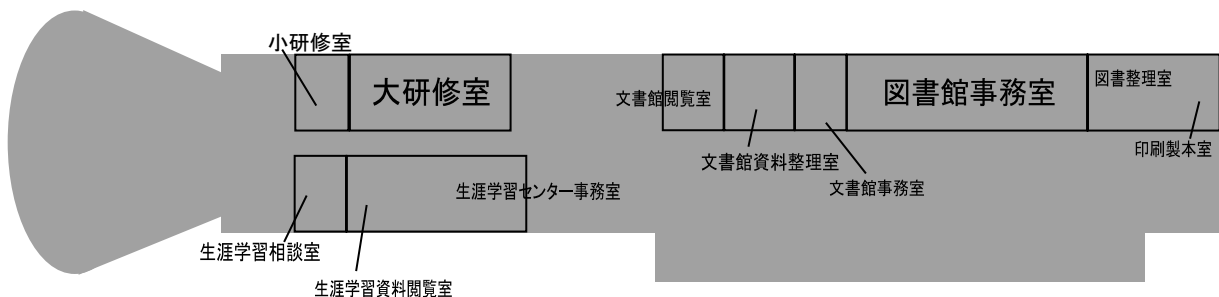 小研修室
大研修室
文書館閲覧室
図書館事務室
図書整理室
文書館資料整理室
文書館事務室
印刷製本室
生涯学習センター事務室
生涯学習相談室
生涯学習資料閲覧室